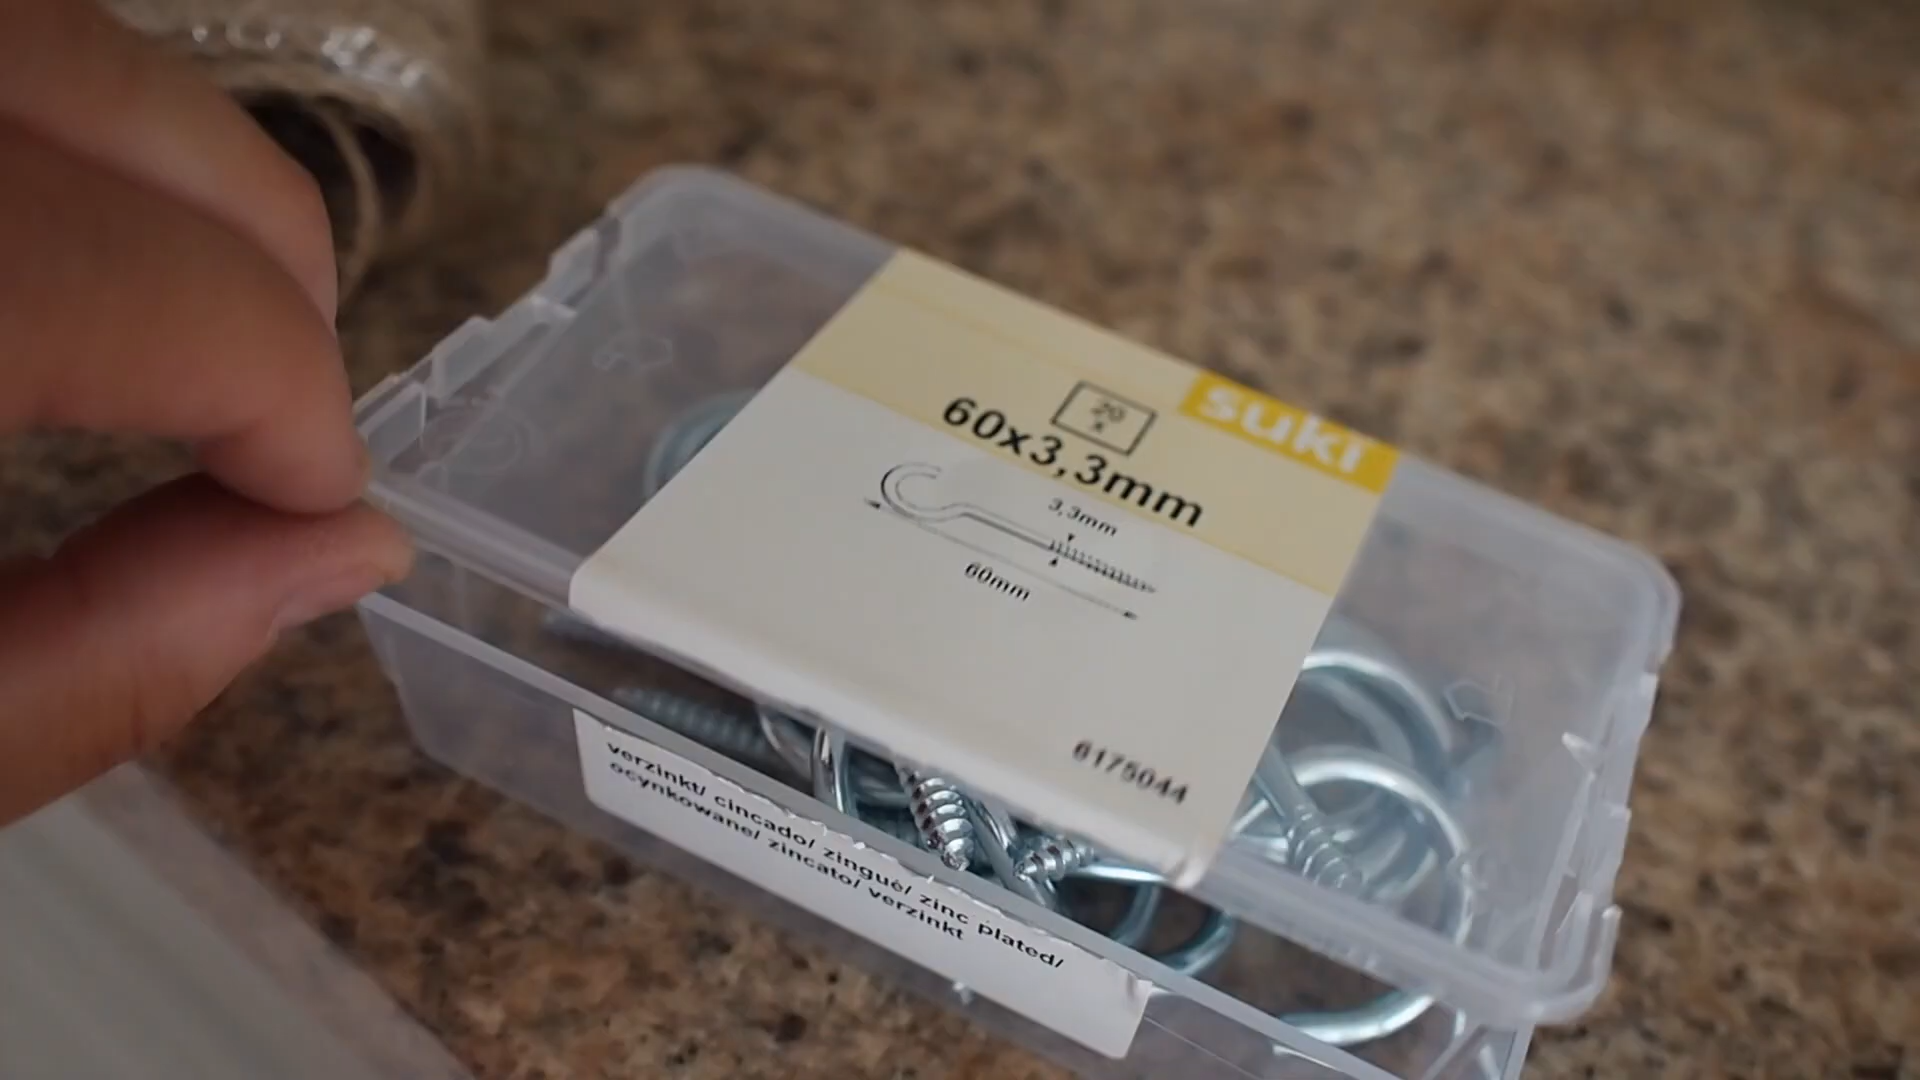 suki
20
x
60x3,3mm
3,3mm
60mm
6175044
verzinkt/ cincado/ zingué/ zinc plated/
ocynkowane/ zincato/ verzinkt